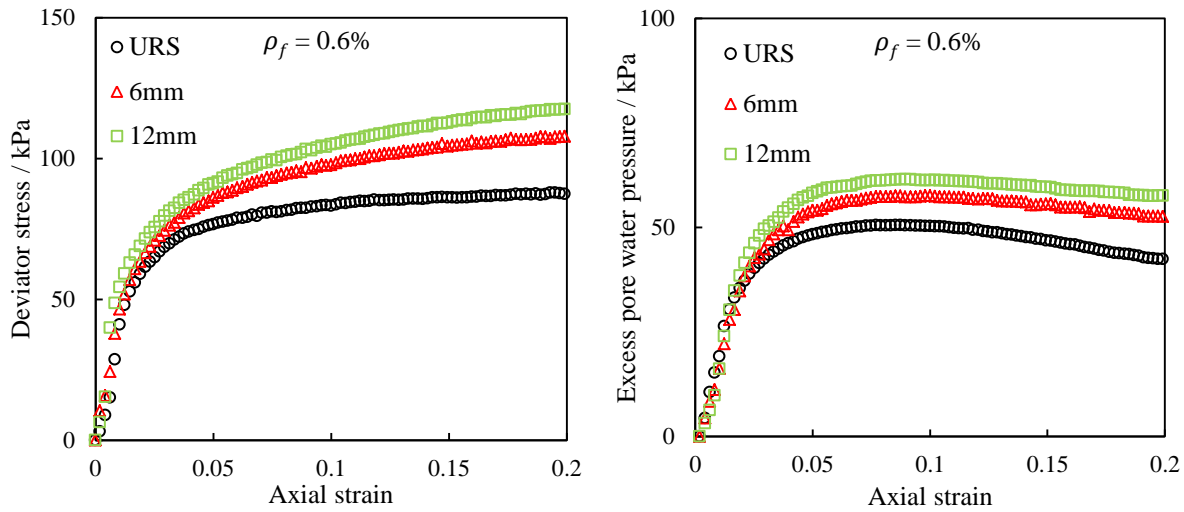 150
100
50
0
Deviator stress / kPa
ρ_f = 0.6%
URS
6mm
12mm
0 0.05 0.1 0.15 0.2
Axial strain
100
50
0
Excess pore water pressure / kPa
ρ_f = 0.6%
URS
6mm
12mm
0 0.05 0.1 0.15 0.2
Axial strain